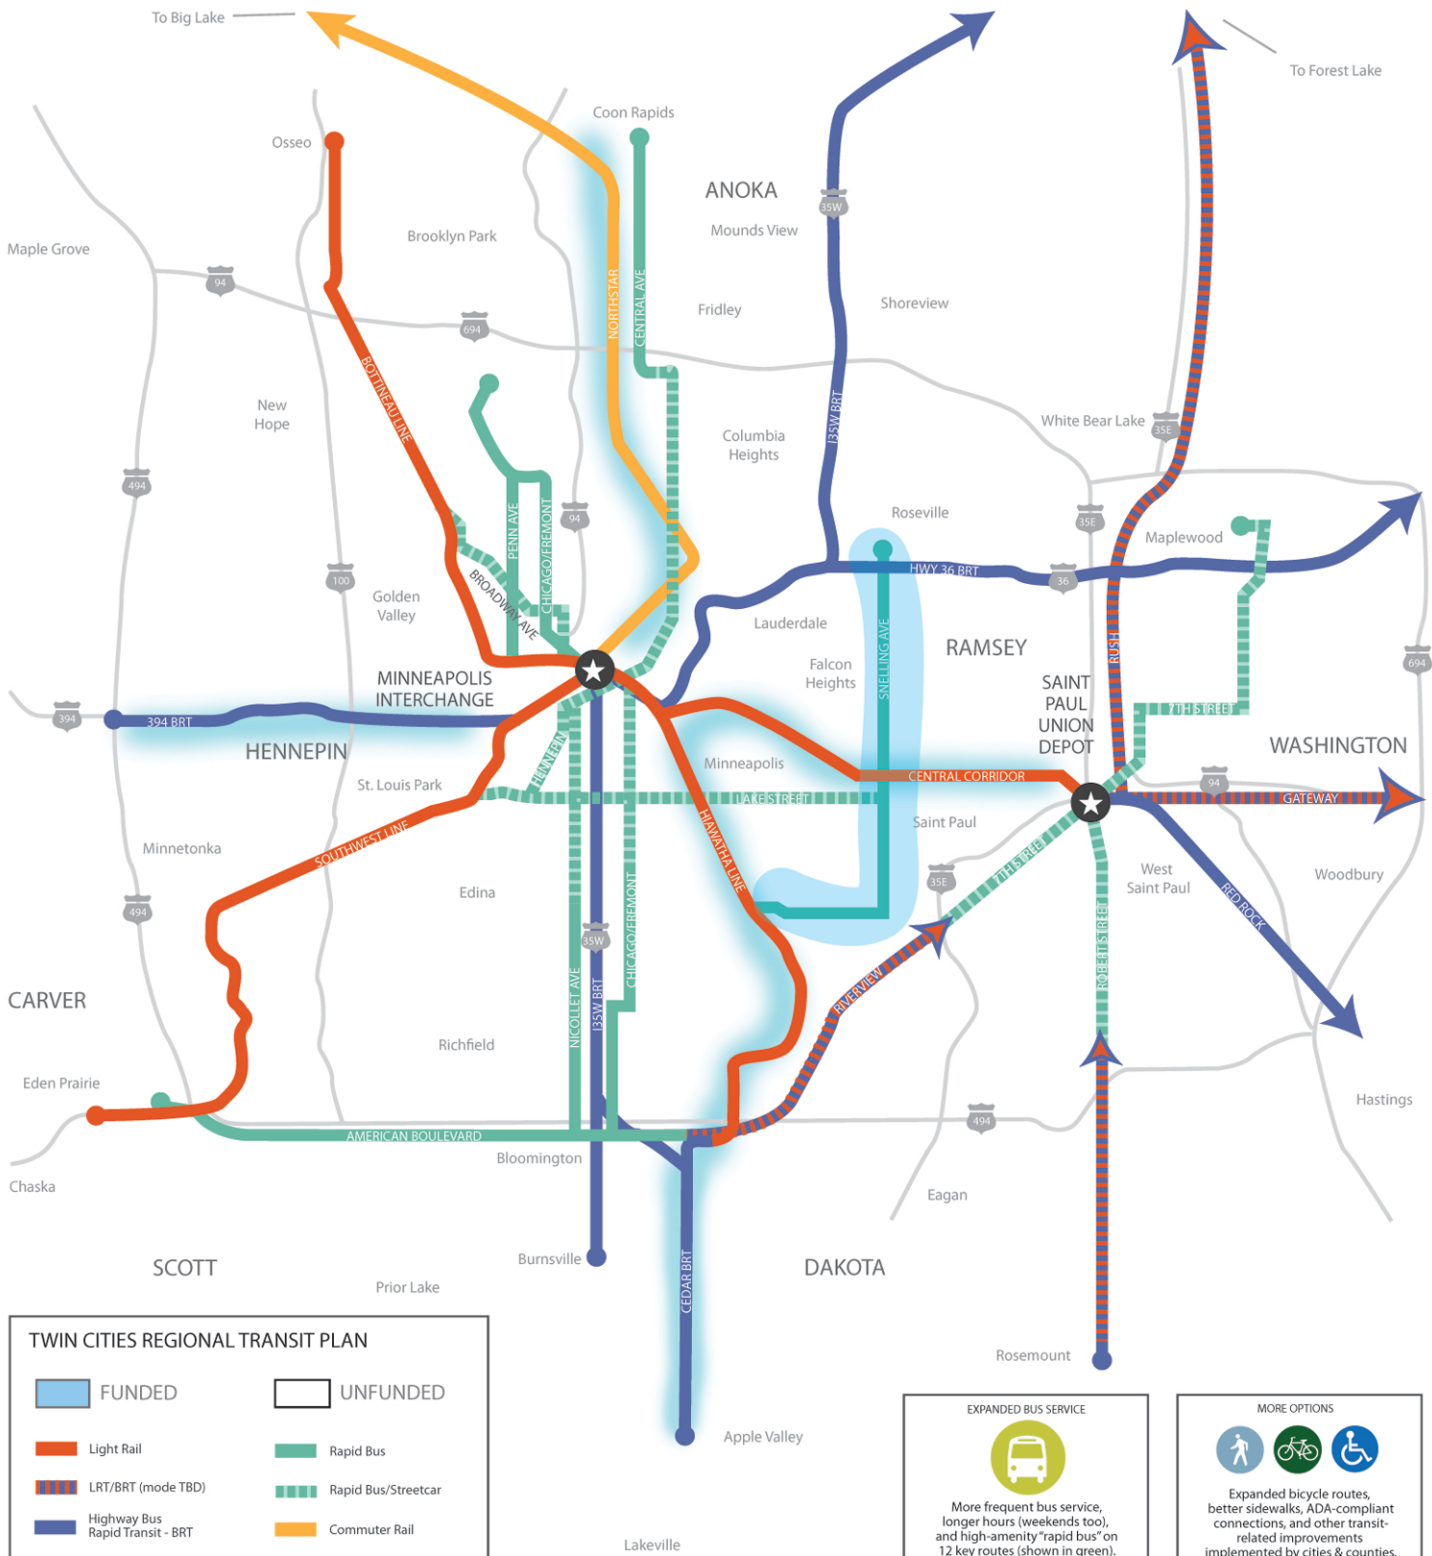 To Big Lake
To Forest Lake
Coon Rapids
Osseo
ANOKA
35W
Mounds View
Brooklyn Park
Maple Grove
94
NORTHSTAR
CENTRAL AVE
Fridley
Shoreview
694
BOTTINEAU LINE
New
Hope
I35W BRT
White Bear Lake
35E
Columbia
Heights
494
94
PENN AVE
CHICAGO/FREMONT
Roseville
35E
Maplewood
HWY 36 BRT
36
100
BROADWAY AVE
Golden
Valley
Lauderdale
RAMSEY
RUSH
694
MINNEAPOLIS
INTERCHANGE
Falcon
Heights
SNELLING AVE
SAINT
PAUL
UNION
DEPOT
7TH STREET
394
394 BRT
HENNEPIN
HENNEPIN
WASHINGTON
Minneapolis
CENTRAL CORRIDOR
St. Louis Park
94
LAKE STREET
GATEWAY
HIAWATHA LINE
Saint Paul
SOUTHWEST LINE
Minnetonka
7TH STREET
35E
West
Saint Paul
Woodbury
Edina
494
RED ROCK
35W
CHICAGO/FREMONT
ROBERT STREET
RIVERVIEW
CARVER
NICOLLET AVE
I35W BRT
Richfield
Eden Prairie
Hastings
494
AMERICAN BOULEVARD
Bloomington
Chaska
Eagan
SCOTT
Burnsville
DAKOTA
CEDAR BRT
Prior Lake
Rosemount
Apple Valley
Lakeville
TWIN CITIES REGIONAL TRANSIT PLAN
FUNDED
UNFUNDED
Light Rail
Rapid Bus
LRT/BRT (mode TBD)
Rapid Bus/Streetcar
Highway Bus
Rapid Transit - BRT
Commuter Rail
EXPANDED BUS SERVICE
More frequent bus service,
longer hours (weekends too),
and high-amenity "rapid bus" on
12 key routes (shown in green).
MORE OPTIONS
Expanded bicycle routes,
better sidewalks, ADA-compliant
connections, and other transit-
related improvements
implemented by cities & counties.